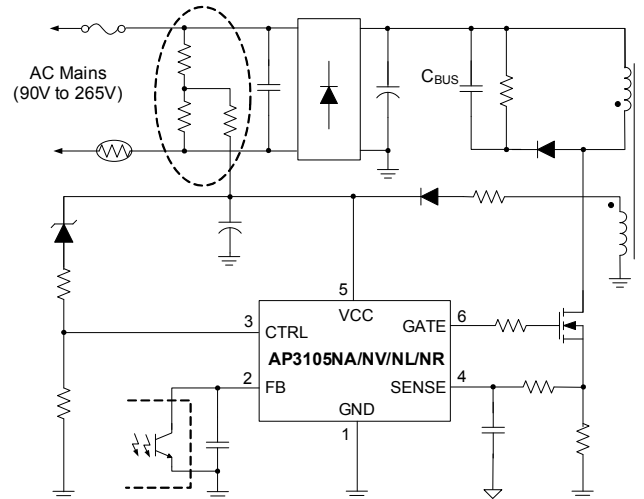 AC Mains
(90V to 265V)
CBUS
5
VCC
3
CTRL
GATE
6
AP3105NA/NV/NL/NR
2
FB
SENSE
4
GND
1